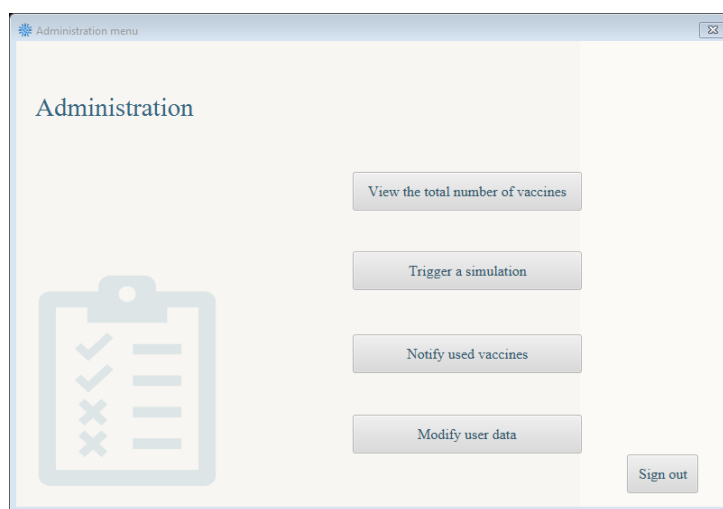 Administration menu
Administration
View the total number of vaccines
Trigger a simulation
Notify used vaccines
Modify user data
Sign out